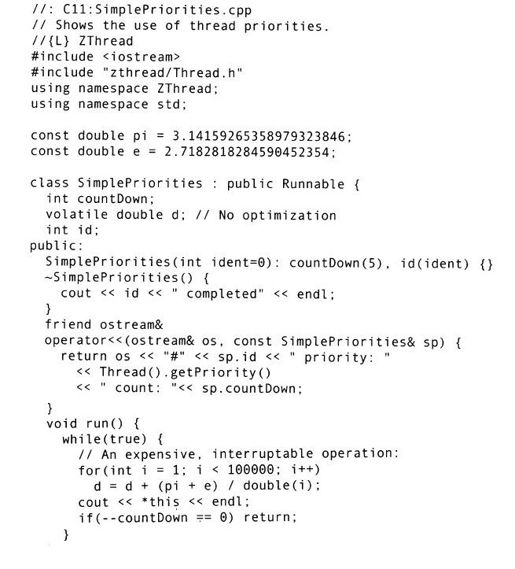 //: C11:SimplePriorities.cpp
// Shows the use of thread priorities.
//{L} ZThread
#include <iostream>
#include "zthread/Thread.h"
using namespace ZThread;
using namespace std;

const double pi = 3.14159265358979323846;
const double e = 2.7182818284590452354;

class SimplePriorities : public Runnable {
  int countDown;
  volatile double d; // No optimization
  int id;
public:
  SimplePriorities(int ident=0): countDown(5), id(ident) {}
  ~SimplePriorities() {
    cout << id << " completed" << endl;
  }
  friend ostream&
  operator<<(ostream& os, const SimplePriorities& sp) {
    return os << "#" << sp.id << " priority: "
      << Thread().getPriority()
      << " count: "<< sp.countDown;
  }
  void run() {
    while(true) {
      // An expensive, interruptable operation:
      for(int i = 1; i < 100000; i++)
        d = d + (pi + e) / double(i);
      cout << *this << endl;
      if(--countDown == 0) return;
    }